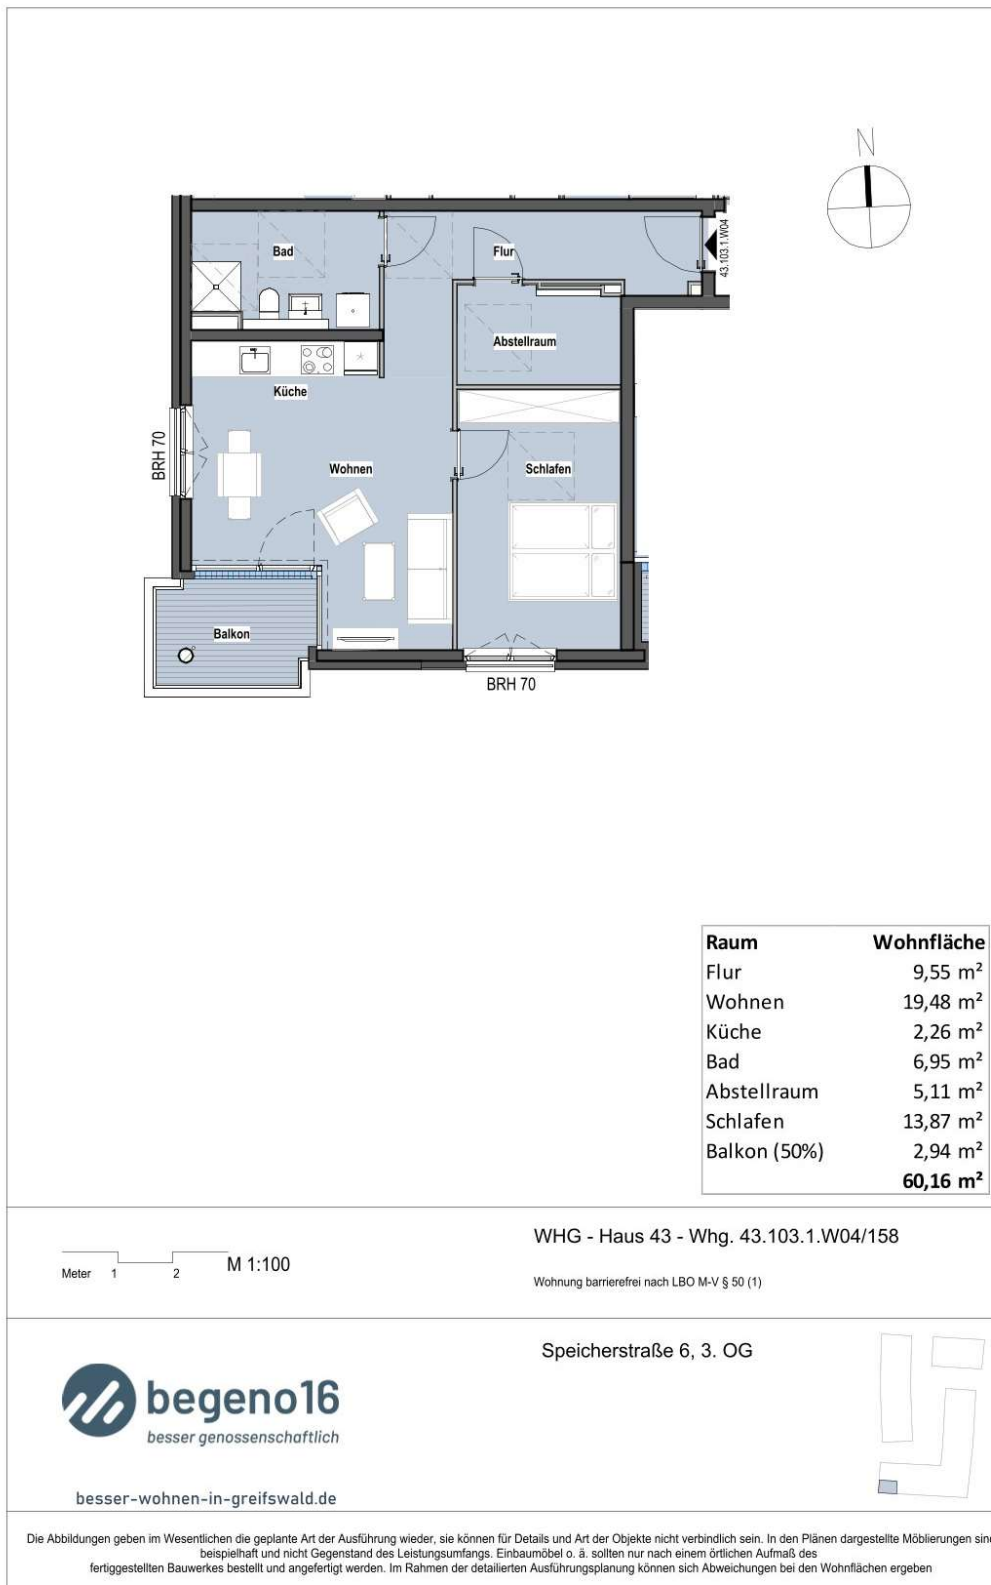 N
43.103.1.W04
Bad
Flur
Abstellraum
Küche
BRH 70
Wohnen
Schlafen
Balkon
BRH 70
Raum Wohnfläche
Flur 9,55 m²
Wohnen 19,48 m²
Küche 2,26 m²
Bad 6,95 m²
Abstellraum 5,11 m²
Schlafen 13,87 m²
Balkon (50%) 2,94 m²
60,16 m²
Meter 1 2 M 1:100
WHG - Haus 43 - Whg. 43.103.1.W04/158
Wohnung barrierefrei nach LBO M-V § 50 (1)
Speicherstraße 6, 3. OG
begeno16
besser genossenschaftlich
besser-wohnen-in-greifswald.de
Die Abbildungen geben im Wesentlichen die geplante Art der Ausführung wieder, sie können für Details und Art der Objekte nicht verbindlich sein. In den Plänen dargestellte Möblierungen sind
beispielhaft und nicht Gegenstand des Leistungsumfangs. Einbaumöbel o. ä. sollten nur nach einem örtlichen Aufmaß des
fertiggestellten Bauwerkes bestellt und angefertigt werden. Im Rahmen der detailierten Ausführungsplanung können sich Abweichungen bei den Wohnflächen ergeben